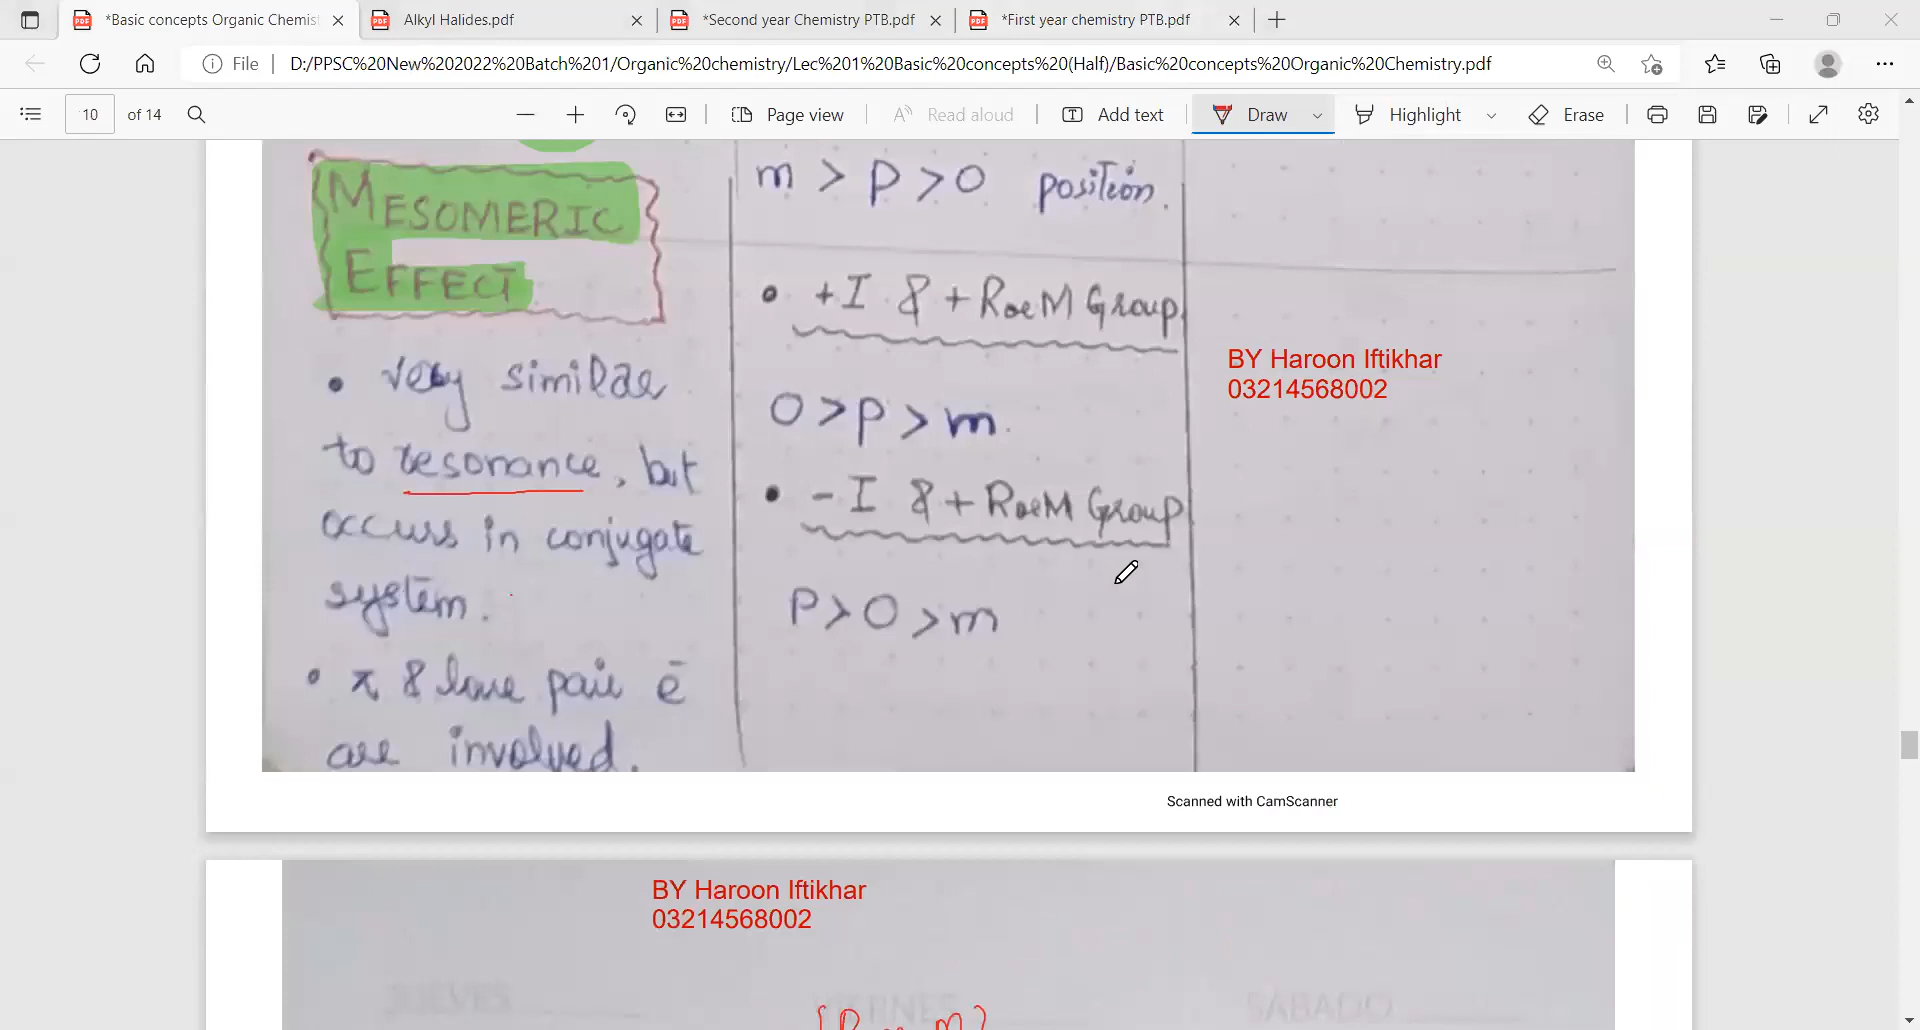 *Basic concepts Organic Chemist
Alkyl Halides.pdf
*Second year Chemistry PTB.pdf
*First year chemistry PTB.pdf
File
D:/PPSC%20New%202022%20Batch%201/Organic%20chemistry/Lec%201%20Basic%20concepts%20(Half)/Basic%20concepts%20Organic%20Chemistry.pdf
10 of 14
Page view
Read aloud
Add text
Draw
Highlight
Erase
MESOMERIC
EFFECT
• very similar
to resonance, but
occurs in conjugate
system.
• π & lone pair ē
are involved.
m > p > o position.
• +I & +R or M Group
o > p > m.
• -I & +R or M Group
P > O > m
BY Haroon Iftikhar
03214568002
Scanned with CamScanner
BY Haroon Iftikhar
03214568002
JUEVES
VIERNES
SÁBADO